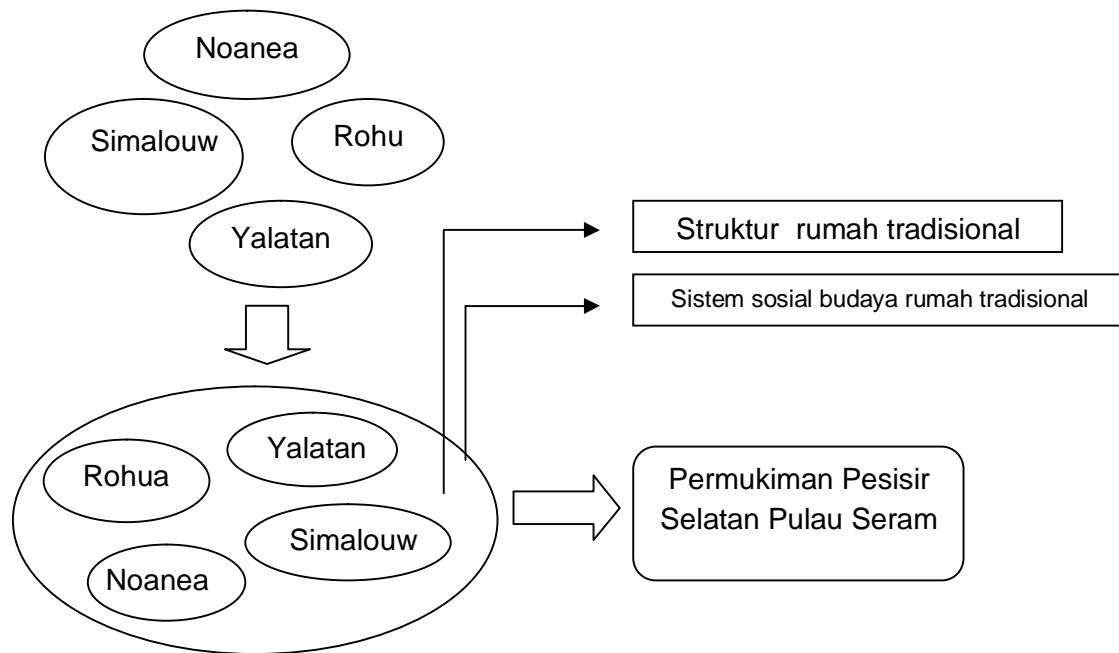 Noanea
Simalouw
Rohu
Yalatan
Struktur rumah tradisional
Sistem sosial budaya rumah tradisional
Yalatan
Rohua
Simalouw
Noanea
Permukiman Pesisir
Selatan Pulau Seram